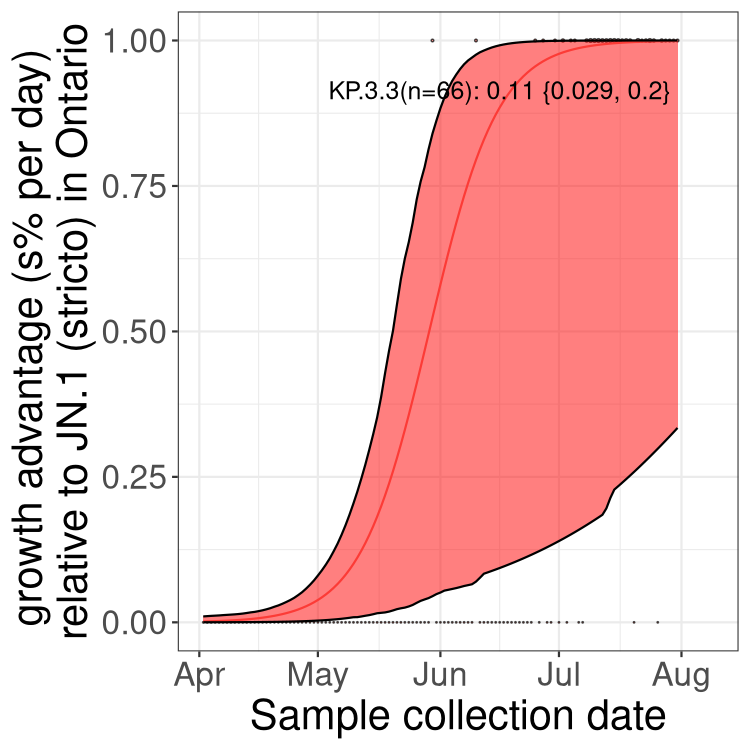 growth advantage (s% per day)
relative to JN.1 (stricto) in Ontario
1.00
0.75
0.50
0.25
0.00
KP.3.3(n=66): 0.11 {0.029, 0.2}
Apr May Jun Jul Aug
Sample collection date